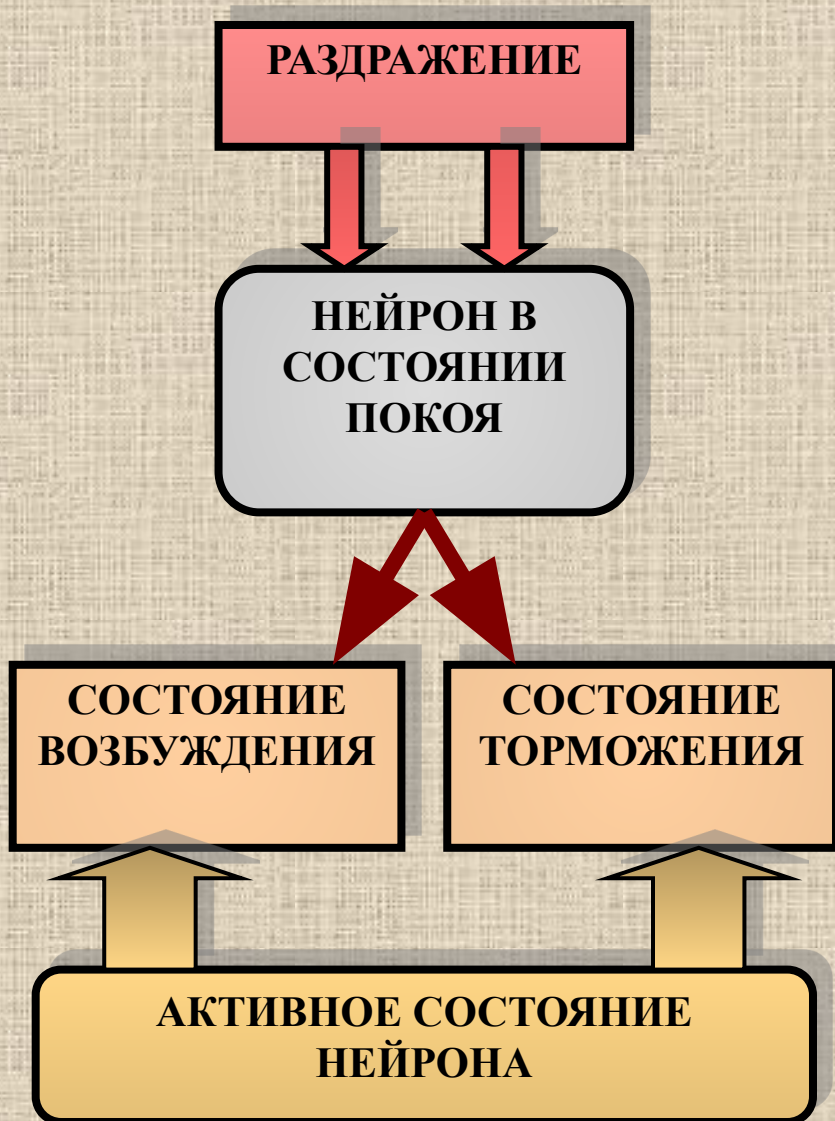 РАЗДРАЖЕНИЕ
НЕЙРОН В
СОСТОЯНИИ
ПОКОЯ
СОСТОЯНИЕ
ВОЗБУЖДЕНИЯ
СОСТОЯНИЕ
ТОРМОЖЕНИЯ
АКТИВНОЕ СОСТОЯНИЕ
НЕЙРОНА